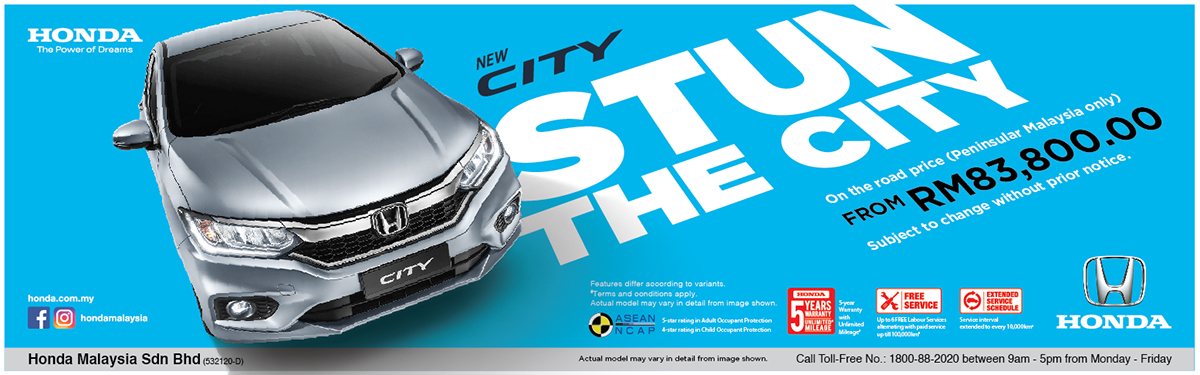 HONDA
The Power of Dreams
NEW
CITY
STUN
THE CITY
On the road price (Peninsular Malaysia only)
FROM RM83,800.00
Subject to change without prior notice.
CITY
honda.com.my
hondamalaysia
Features differ according to variants.
#Terms and conditions apply.
Actual model may vary in detail from image shown.
ASEAN
NCAP
5-star rating in Adult Occupant Protection
4-star rating in Child Occupant Protection
HONDA
5 YEARS
WARRANTY
UNLIMITED#
MILEAGE
5-year
Warranty
with
Unlimited
Mileage#
FREE
SERVICE
Up to 6 FREE Labour Services
alternating with paid service
up till 100,000km#
EXTENDED
SERVICE
SCHEDULE
Service interval
extended to every 10,000km#
HONDA
Honda Malaysia Sdn Bhd (532120-D)
Actual model may vary in detail from image shown.
Call Toll-Free No.: 1800-88-2020 between 9am - 5pm from Monday - Friday